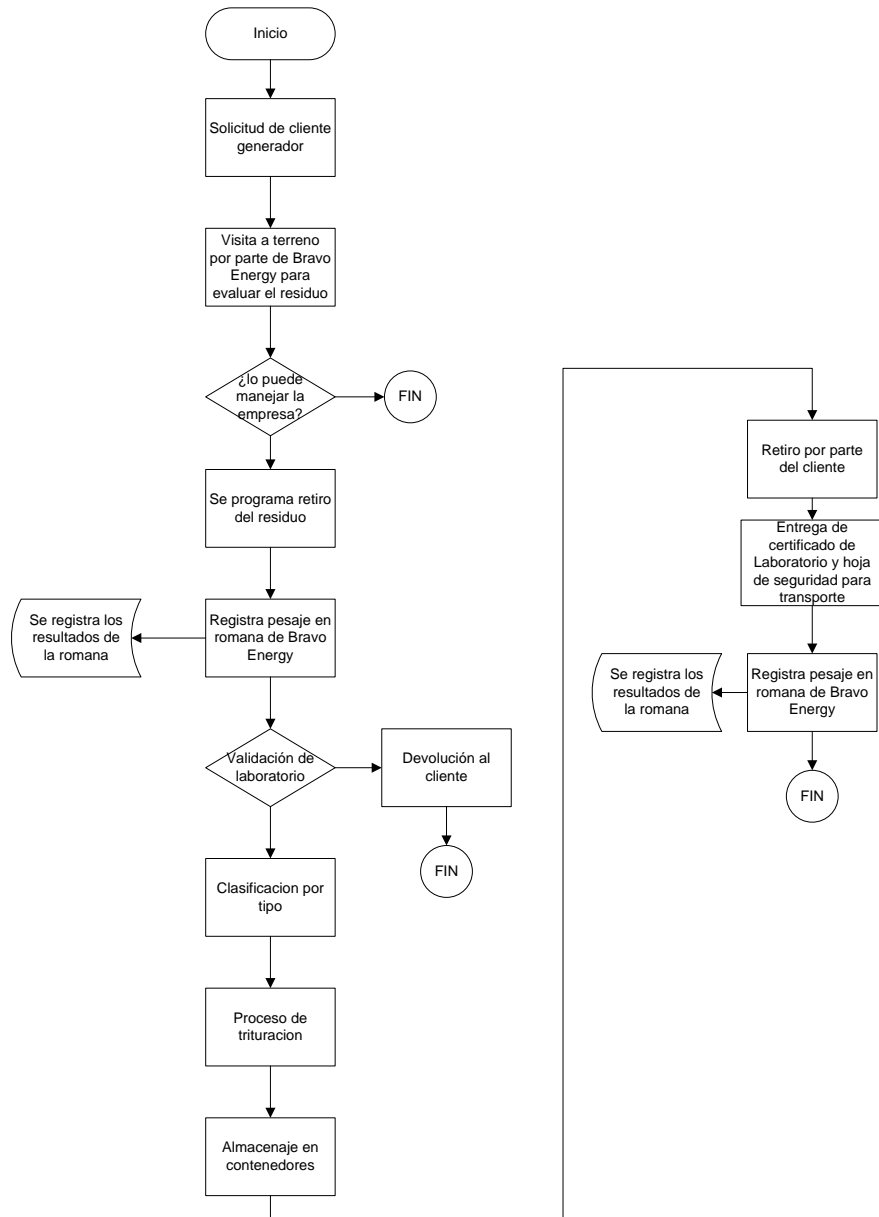 Inicio
Solicitud de cliente
generador
Visita a terreno
por parte de Bravo
Energy para
evaluar el residuo
¿lo puede
manejar la
empresa?
FIN
Se programa retiro
del residuo
Se registra los
resultados de
la romana
Registra pesaje en
romana de Bravo
Energy
Validación de
laboratorio
Devolución al
cliente
FIN
Clasificacion por
tipo
Proceso de
trituracion
Almacenaje en
contenedores
Retiro por parte
del cliente
Entrega de
certificado de
Laboratorio y hoja
de seguridad para
transporte
Se registra los
resultados de
la romana
Registra pesaje en
romana de Bravo
Energy
FIN